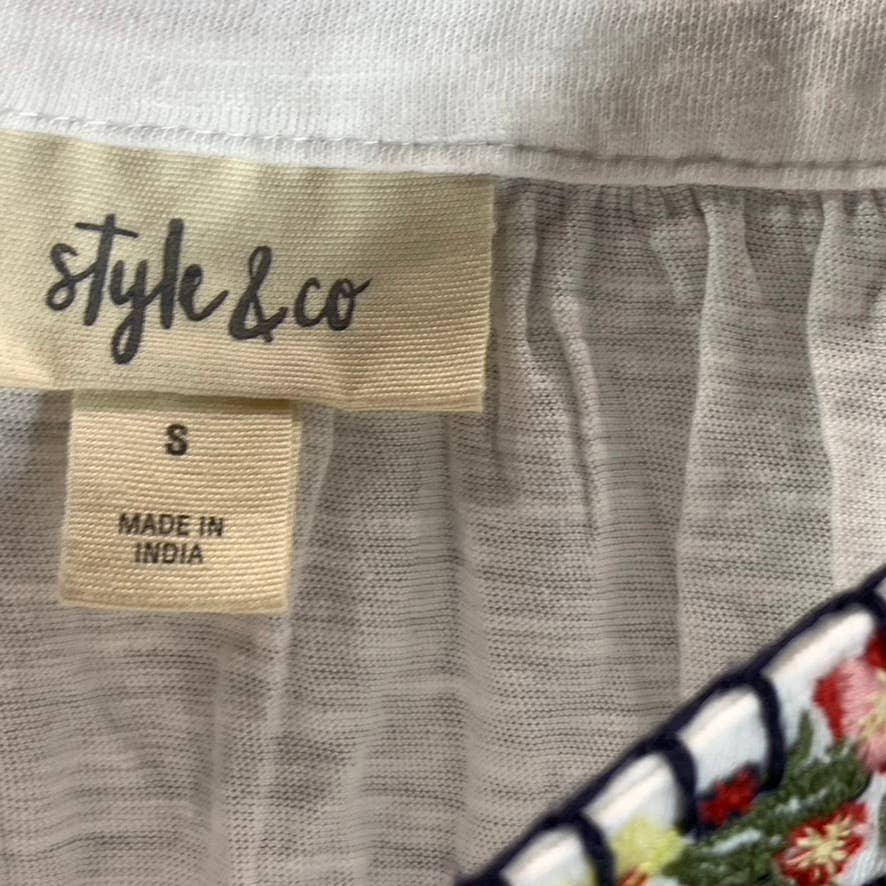 style & co
S
MADE IN
INDIA